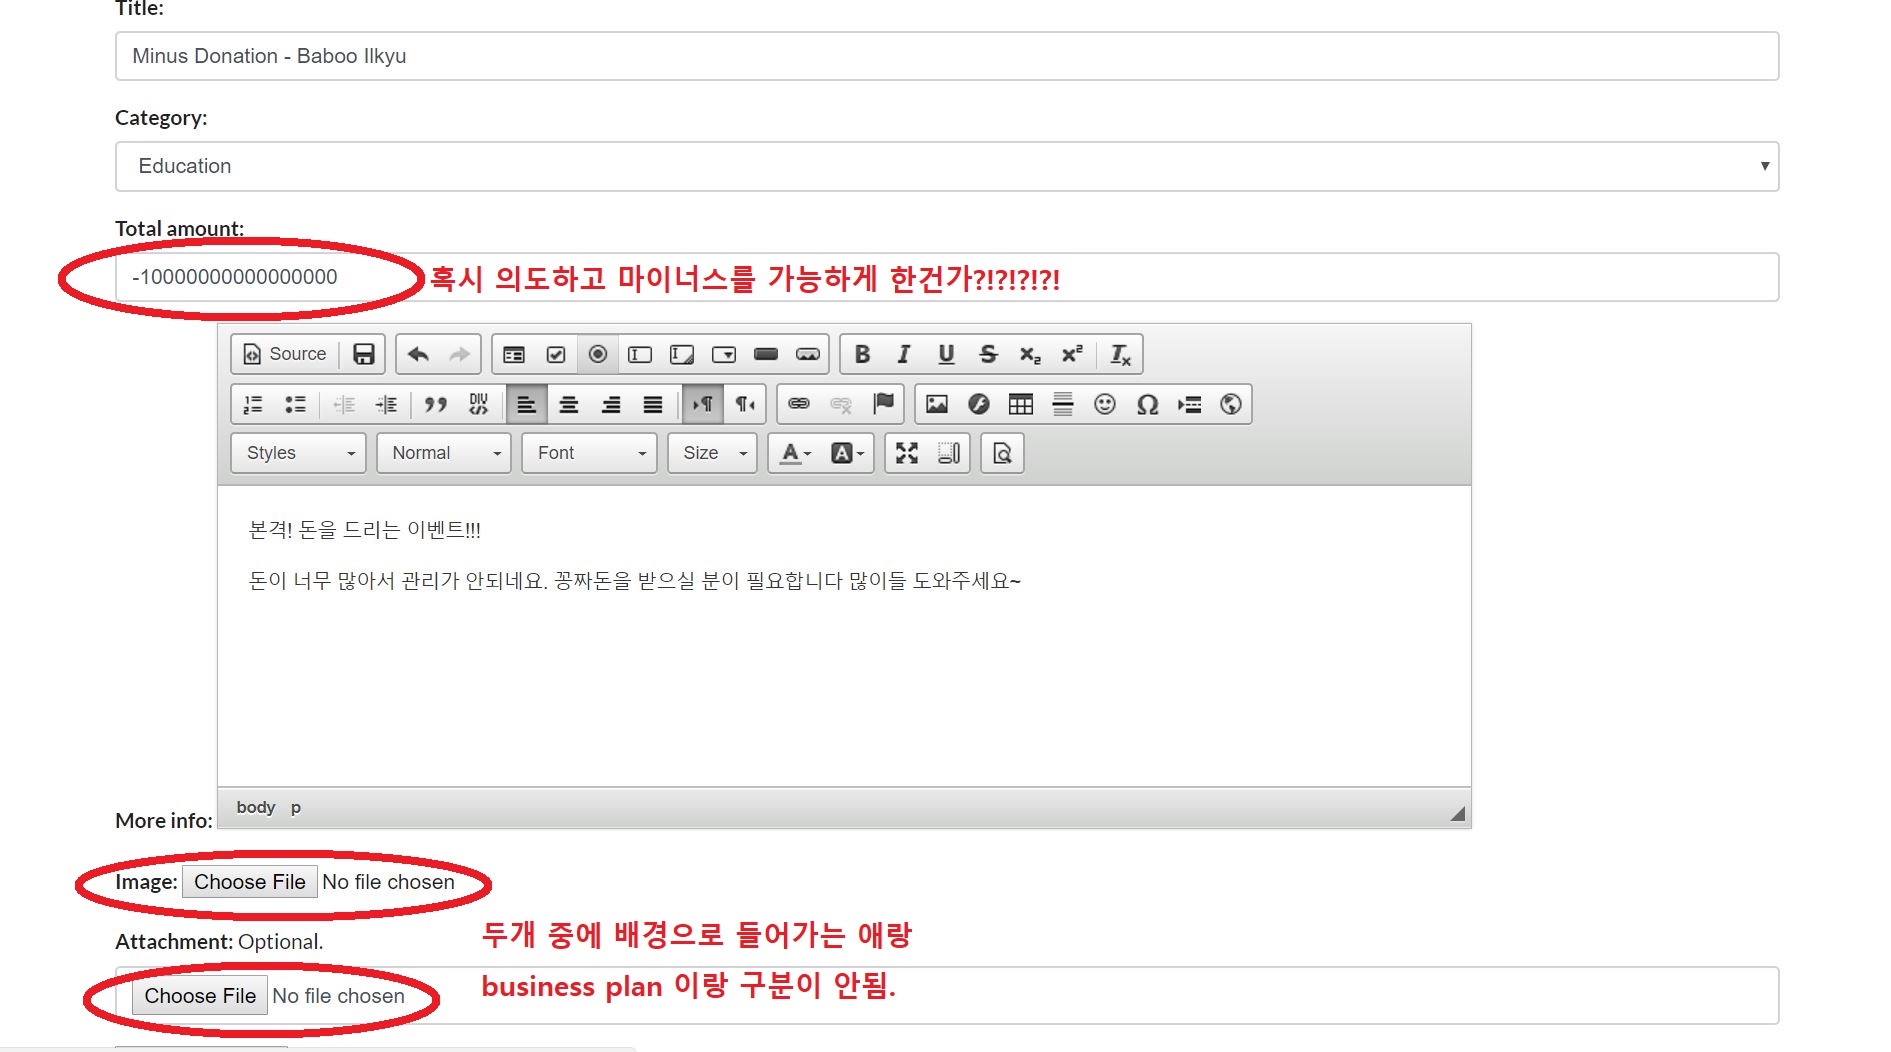 Title:
Minus Donation - Baboo Ilkyu
Category:
Education
Total amount:
-10000000000000000
혹시 의도하고 마이너스를 가능하게 한건가?!?!?!?!
Source
B I U S x₂ x² Tx
DIV
Styles Normal Font Size A A
본격! 돈을 드리는 이벤트!!!
돈이 너무 많아서 관리가 안되네요. 꽁짜돈을 받으실 분이 필요합니다 많이들 도와주세요~
body p
More info:
Image: Choose File No file chosen
Attachment: Optional.
두개 중에 배경으로 들어가는 애랑
Choose File No file chosen
business plan 이랑 구분이 안됨.